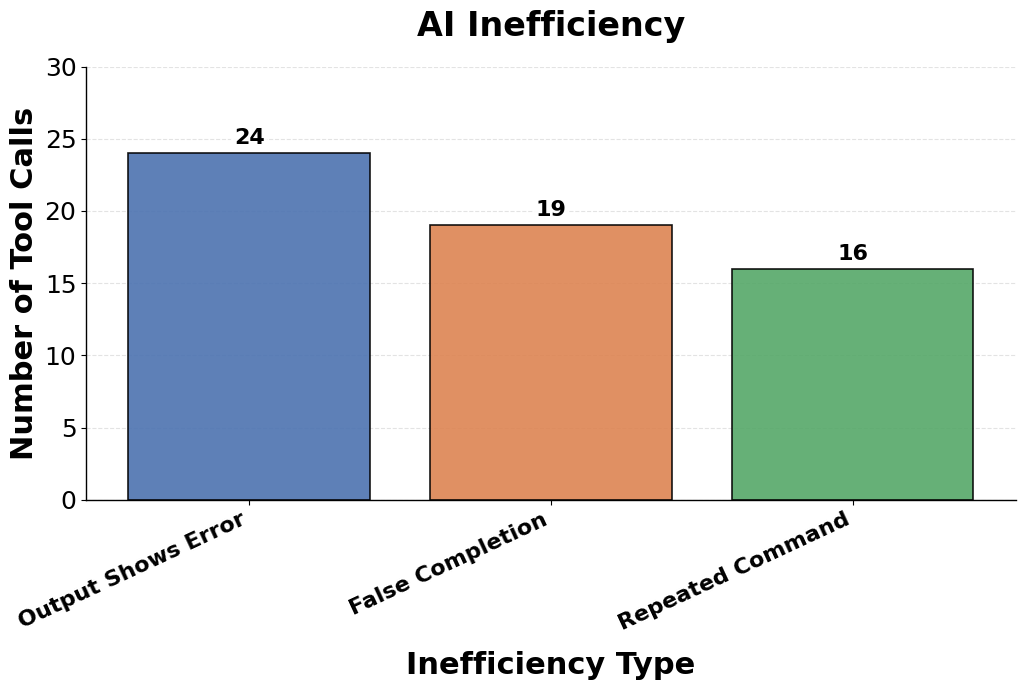 AI Inefficiency
Number of Tool Calls
30
25
20
15
10
5
0
24
19
16
Output Shows Error
False Completion
Repeated Command
Inefficiency Type